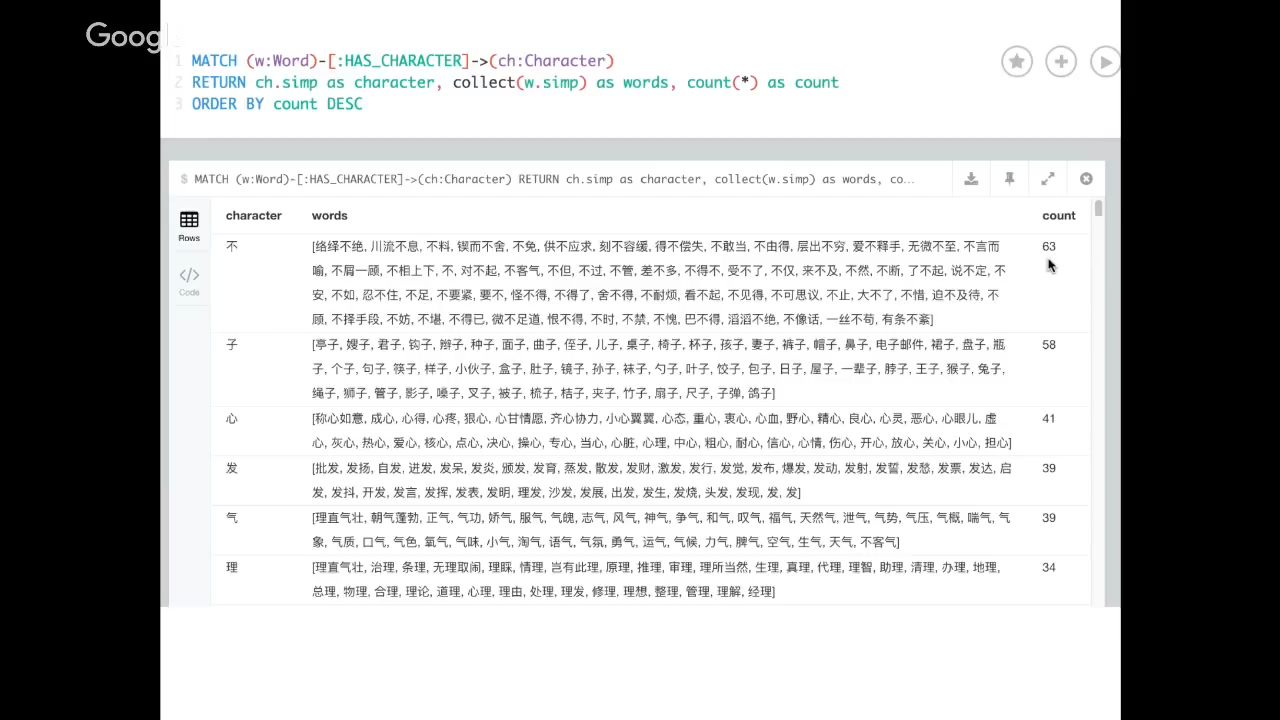 Googl
1 MATCH (w:Word)-[:HAS_CHARACTER]->(ch:Character)
2 RETURN ch.simp as character, collect(w.simp) as words, count(*) as count
3 ORDER BY count DESC
$ MATCH (w:Word)-[:HAS_CHARACTER]->(ch:Character) RETURN ch.simp as character, collect(w.simp) as words, co...
Rows
Code
character words count
不 [络绎不绝, 川流不息, 不料, 锲而不舍, 不免, 供不应求, 刻不容缓, 得不偿失, 不敢当, 不由得, 层出不穷, 爱不释手, 无微不至, 不言而 63
喻, 不屑一顾, 不相上下, 不, 对不起, 不客气, 不但, 不过, 不管, 差不多, 不得不, 受不了, 不仅, 来不及, 不然, 不断, 了不起, 说不定, 不
安, 不如, 忍不住, 不足, 不要紧, 要不, 怪不得, 不得了, 舍不得, 不耐烦, 看不起, 不见得, 不可思议, 不止, 大不了, 不惜, 迫不及待, 不
顾, 不择手段, 不妨, 不堪, 不得已, 微不足道, 恨不得, 不时, 不禁, 不愧, 巴不得, 滔滔不绝, 不像话, 一丝不苟, 有条不紊]
子 [亭子, 嫂子, 君子, 钩子, 辫子, 种子, 面子, 曲子, 侄子, 儿子, 桌子, 椅子, 杯子, 孩子, 妻子, 裤子, 帽子, 鼻子, 电子邮件, 裙子, 盘子, 瓶 58
子, 个子, 句子, 筷子, 样子, 小伙子, 盒子, 肚子, 镜子, 孙子, 袜子, 勺子, 叶子, 饺子, 包子, 日子, 屋子, 一辈子, 脖子, 王子, 猴子, 兔子,
绳子, 狮子, 管子, 影子, 嗓子, 叉子, 被子, 梳子, 桔子, 夹子, 竹子, 扇子, 尺子, 子弹, 鸽子]
心 [称心如意, 成心, 心得, 心疼, 狠心, 心甘情愿, 齐心协力, 小心翼翼, 心态, 重心, 衷心, 心血, 野心, 精心, 良心, 心灵, 恶心, 心眼儿, 虚 41
心, 灰心, 热心, 爱心, 核心, 点心, 决心, 操心, 专心, 当心, 心脏, 心理, 中心, 粗心, 耐心, 信心, 心情, 伤心, 开心, 放心, 关心, 小心, 担心]
发 [批发, 发扬, 自发, 进发, 发呆, 发炎, 颁发, 发育, 蒸发, 散发, 发财, 激发, 发行, 发觉, 发布, 爆发, 发动, 发射, 发誓, 发愁, 发票, 发达, 启 39
发, 发抖, 开发, 发言, 发挥, 发表, 发明, 理发, 沙发, 发展, 出发, 发生, 发烧, 头发, 发现, 发, 发]
气 [理直气壮, 朝气蓬勃, 正气, 气功, 娇气, 服气, 气魄, 志气, 风气, 神气, 争气, 和气, 叹气, 福气, 天然气, 泄气, 气势, 气压, 气概, 喘气, 气 39
象, 气质, 口气, 气色, 氧气, 气味, 小气, 淘气, 语气, 气氛, 勇气, 运气, 气候, 力气, 脾气, 空气, 生气, 天气, 不客气]
理 [理直气壮, 治理, 条理, 无理取闹, 理睬, 情理, 岂有此理, 原理, 推理, 审理, 理所当然, 生理, 真理, 代理, 理智, 助理, 清理, 办理, 地理, 34
总理, 物理, 合理, 理论, 道理, 心理, 理由, 处理, 理发, 修理, 理想, 整理, 管理, 理解, 经理]